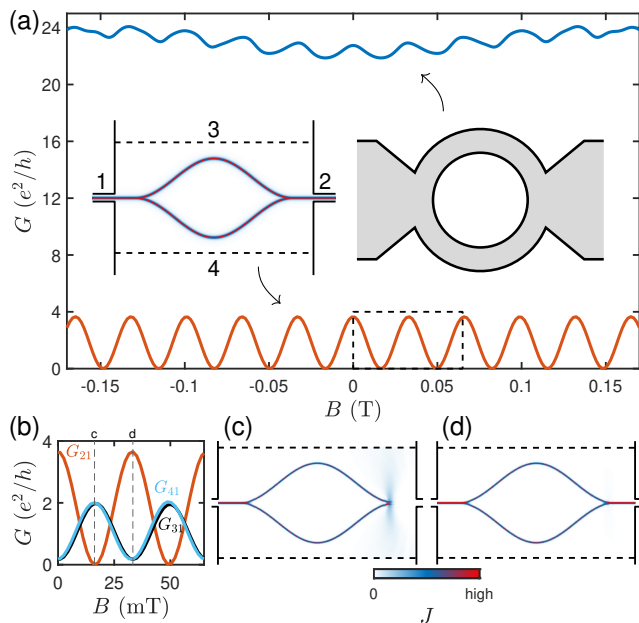 (a)
24
20
16
12
8
4
0
G (e²/h)
3
1
2
4
-0.15
-0.1
-0.05
0
0.05
0.1
0.15
B (T)
(b)
c
d
4
2
0
G (e²/h)
G₂₁
G₄₁
G₃₁
0
25
50
B (mT)
(c)
(d)
0
high
J